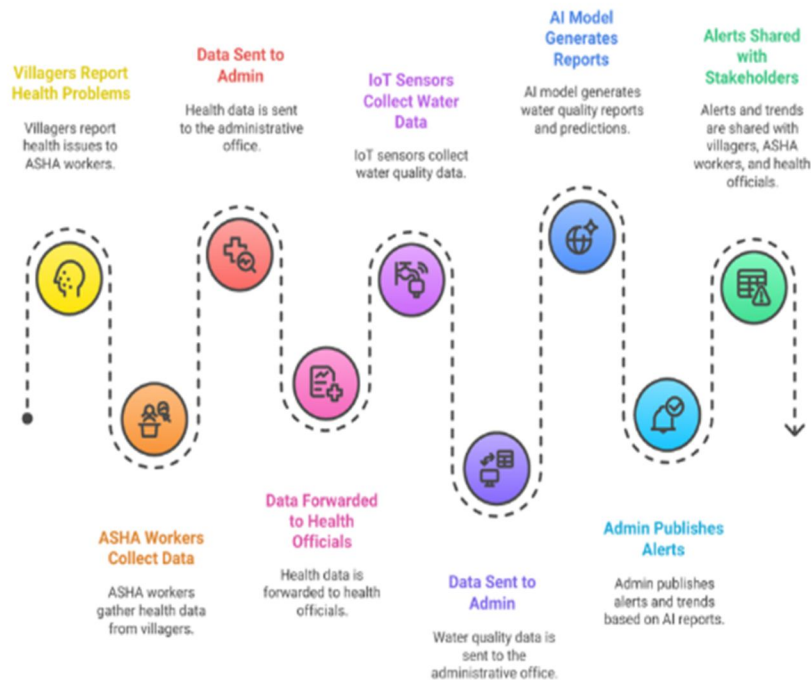 Villagers Report
Health Problems
Villagers report
health issues to
ASHA workers.
ASHA Workers
Collect Data
ASHA workers
gather health data
from villagers.
Data Sent to
Admin
Health data is sent
to the administrative
office.
Data Forwarded
to Health
Officials
Health data is
forwarded to health
officials.
IoT Sensors
Collect Water
Data
IoT sensors collect
water quality data.
Data Sent to
Admin
Water quality data is
sent to the
administrative office.
AI Model
Generates
Reports
AI model generates
water quality reports
and predictions.
Admin Publishes
Alerts
Admin publishes
alerts and trends
based on AI reports.
Alerts Shared
with
Stakeholders
Alerts and trends
are shared with
villagers, ASHA
workers, and health
officials.